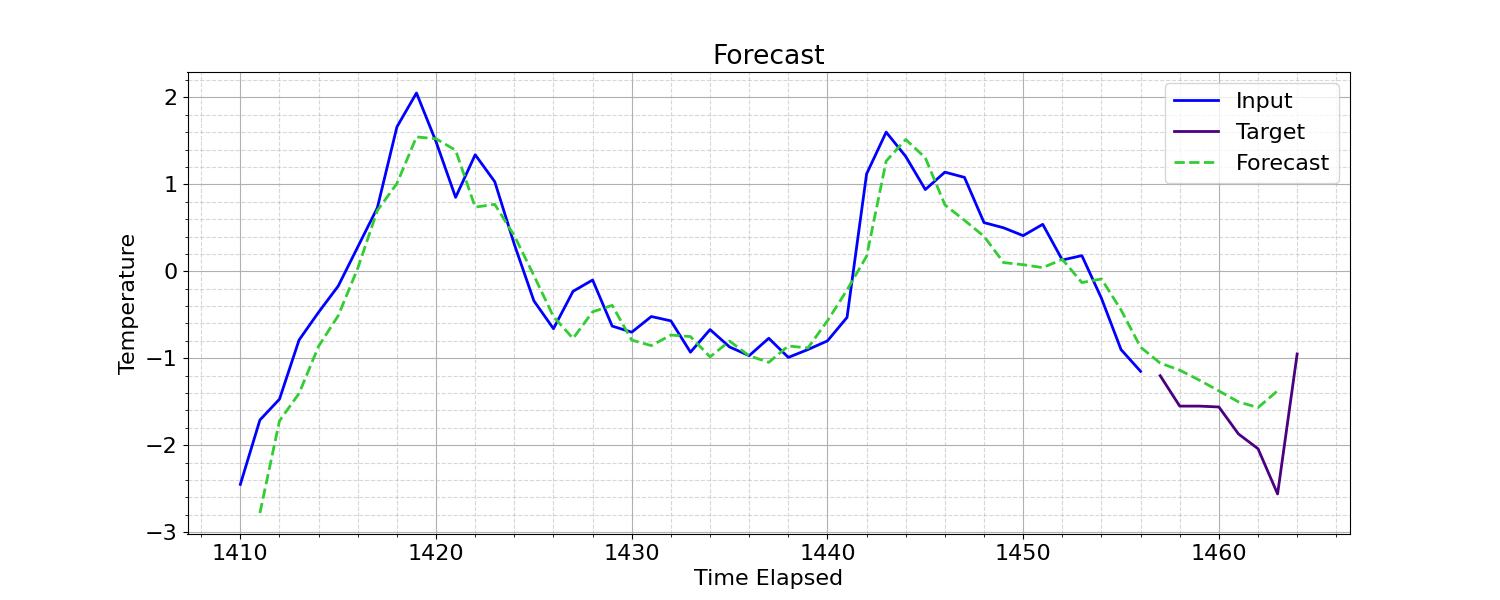 Forecast
Temperature
2
1
0
−1
−2
−3
Input
Target
Forecast
1410 1420 1430 1440 1450 1460
Time Elapsed